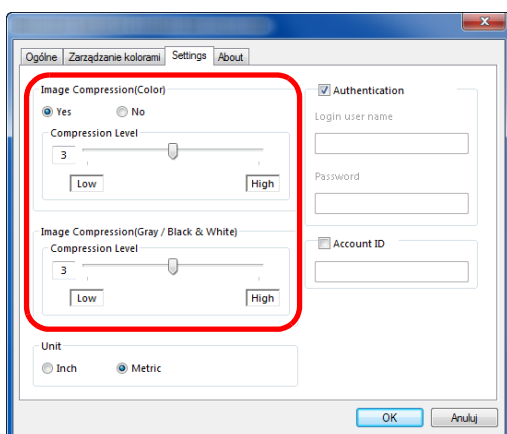 Ogólne Zarządzanie kolorami Settings About
Image Compression(Color)
Yes No
Compression Level
3
Low High
Image Compression(Gray / Black & White)
Compression Level
3
Low High
Unit
Inch Metric
Authentication
Login user name
Password
Account ID
OK Anuluj